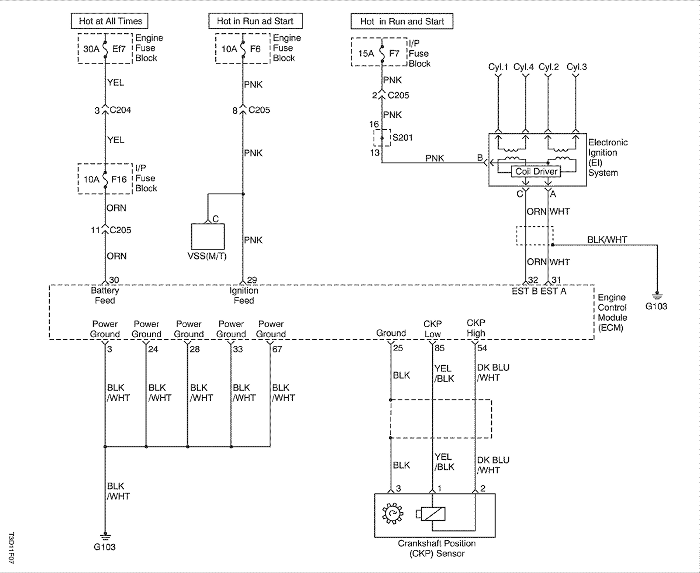 Hot at All Times
Hot in Run ad Start
Hot in Run and Start
30A Ef7
Engine
Fuse
Block
10A F6
Engine
Fuse
Block
15A F7
I/P
Fuse
Block
Cyl.1 Cyl.4 Cyl.2 Cyl.3
YEL
PNK
PNK
3 C204
8 C205
2 C205
YEL
PNK
PNK
16
S201
13
PNK
B
Electronic
Ignition
(EI)
System
Coil Driver
10A F16
I/P
Fuse
Block
C A
ORN
ORN WHT
C
11 C205
VSS(M/T)
PNK
BLK/WHT
ORN
ORN WHT
30
29
32 31
Battery
Feed
Ignition
Feed
EST B EST A
G103
Engine
Control
Module
(ECM)
Power
Ground
Power
Ground
Power
Ground
Power
Ground
Power
Ground
Ground
CKP
Low
CKP
High
3 24 28 33 67
25 85 54
BLK
/WHT
BLK
/WHT
BLK
/WHT
BLK
/WHT
BLK
/WHT
BLK
YEL
/BLK
DK BLU
/WHT
BLK
YEL
/BLK
DK BLU
/WHT
BLK
/WHT
3 1 2
G103
Crankshaft Position
(CKP) Sensor
T3D11F07